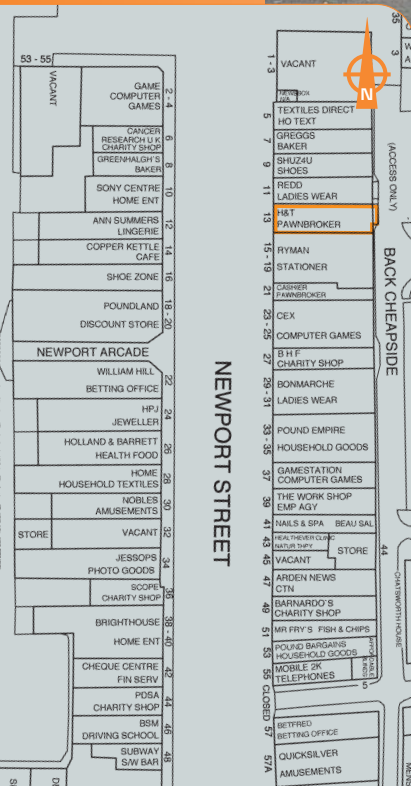 53 - 55
VACANT
GAME
COMPUTER
GAMES
2 - 4
CANCER
RESEARCH U K
CHARITY SHOP
6
GREENHALGH'S
BAKER
8
SONY CENTRE
HOME ENT
10
ANN SUMMERS
LINGERIE
12
COPPER KETTLE
CAFE
14
SHOE ZONE
16
POUNDLAND
DISCOUNT STORE
18 - 20
NEWPORT ARCADE
WILLIAM HILL
BETTING OFFICE
22
HPJ
JEWELLER
24
HOLLAND & BARRETT
HEALTH FOOD
26
HOME
HOUSEHOLD TEXTILES
28
NOBLES
AMUSEMENTS
30
STORE
VACANT
32
JESSOPS
PHOTO GOODS
34
SCOPE
CHARITY SHOP
36
BRIGHTHOUSE
HOME ENT
38 - 40
CHEQUE CENTRE
FIN SERV
42
PDSA
CHARITY SHOP
44
BSM
DRIVING SCHOOL
46
SUBWAY
S/W BAR
48
NEWPORT STREET
1 - 3
VACANT
NEWSBOX
N/A
5
TEXTILES DIRECT
HO TEXT
7
GREGGS
BAKER
9
SHUZ4U
SHOES
11
REDD
LADIES WEAR
13
H&T
PAWNBROKER
15 - 19
RYMAN
STATIONER
21
CASHIER
PAWNBROKER
23 - 25
CEX
COMPUTER GAMES
27
B H F
CHARITY SHOP
29 - 31
BONMARCHE
LADIES WEAR
33 - 35
POUND EMPIRE
HOUSEHOLD GOODS
37
GAMESTATION
COMPUTER GAMES
39
THE WORK SHOP
EMP AGY
41
NAILS & SPA BEAU SAL
43
HEALTHEVER CLINIC
NATUR THPY
STORE
45
VACANT
47
ARDEN NEWS
CTN
49
BARNARDO'S
CHARITY SHOP
51
MR FRY'S FISH & CHIPS
53
POUND BARGAINS
HOUSEHOLD GOODS
55
MOBILE 2K
TELEPHONES
AFFORDABLE
BLINDS
5
CLOSED
57
BETFRED
BETTING OFFICE
57A
QUICKSILVER
AMUSEMENTS
N
35
3
(ACCESS ONLY)
BACK CHEAPSIDE
44
CHATSWORTH HOUSE